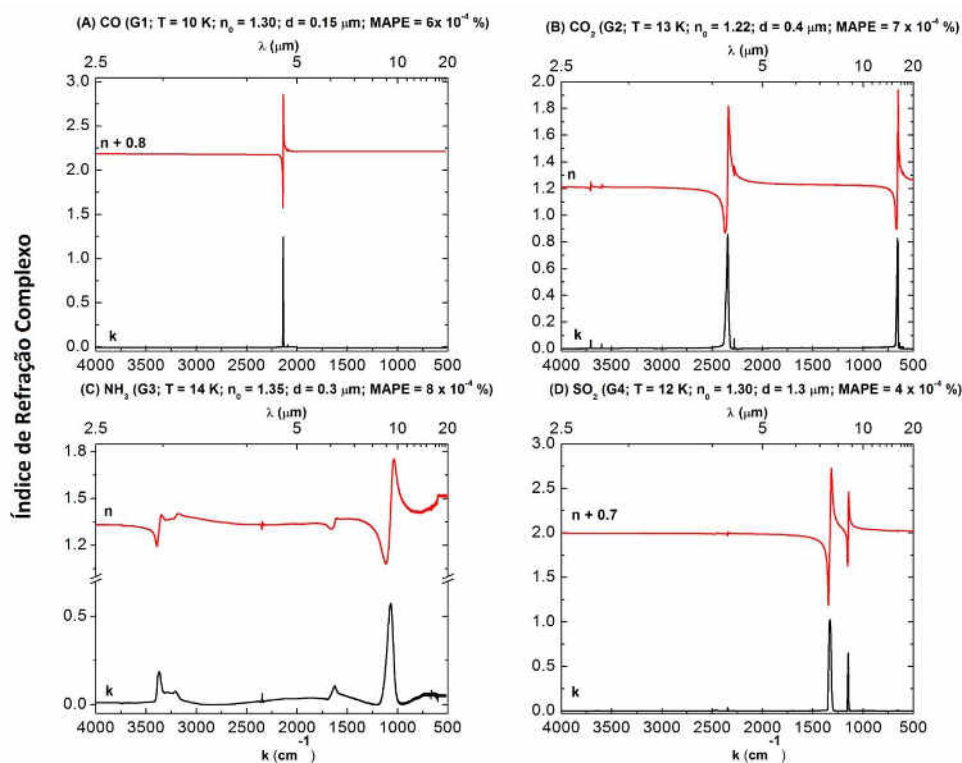 (A) CO (G1; T = 10 K; n₀ = 1.30; d = 0.15 μm; MAPE = 6x 10⁻⁴ %)
λ (μm)
2.5 5 10 20
3.0
2.5
2.0
1.5
1.0
0.5
0.0
n + 0.8
k
4000 3500 3000 2500 2000 1500 1000 500
(B) CO₂ (G2; T = 13 K; n₀ = 1.22; d = 0.4 μm; MAPE = 7 x 10⁻⁴ %)
λ (μm)
2.5 5 10 20
2.0
1.8
1.6
1.4
1.2
1.0
0.8
0.6
0.4
0.2
0.0
n
k
4000 3500 3000 2500 2000 1500 1000 500
Índice de Refração Complexo
(C) NH₃ (G3; T = 14 K; n₀ = 1.35; d = 0.3 μm; MAPE = 8 x 10⁻⁴ %)
λ (μm)
2.5 5 10 20
1.8
1.5
1.2
0.5
0.0
n
k
4000 3500 3000 2500 2000 1500 1000 500
k (cm⁻¹)
(D) SO₂ (G4; T = 12 K; n₀ = 1.30; d = 1.3 μm; MAPE = 4 x 10⁻⁴ %)
λ (μm)
2.5 5 10 20
3.0
2.5
2.0
1.5
1.0
0.5
0.0
n + 0.7
k
4000 3500 3000 2500 2000 1500 1000 500
k (cm⁻¹)